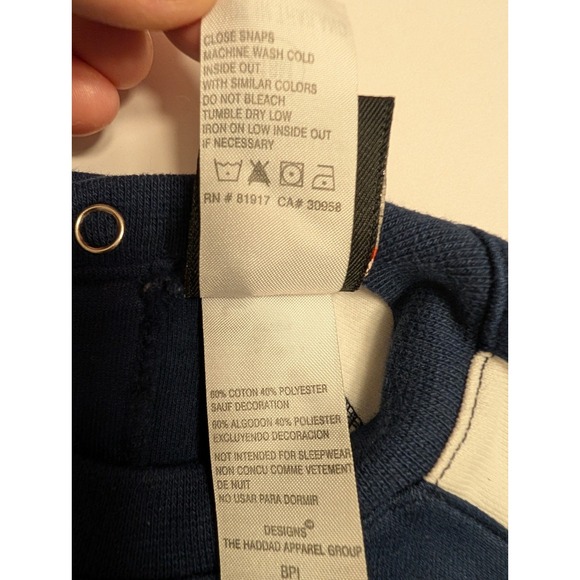 CLOSE SNAPS
MACHINE WASH COLD
INSIDE OUT
WITH SIMILAR COLORS
DO NOT BLEACH
TUMBLE DRY LOW
IRON ON LOW INSIDE OUT
IF NECESSARY
RN # 81917 CA# 30958
60% COTON 40% POLYESTER
SAUF DECORATION
60% ALGODON 40% POLIESTER
EXCLUYENDO DECORACION
NOT INTENDED FOR SLEEPWEAR
NON CONCU COMME VETEMENT
DE NUIT
NO USAR PARA DORMIR
DESIGNS™
THE HADDAD APPAREL GROUP
BPI